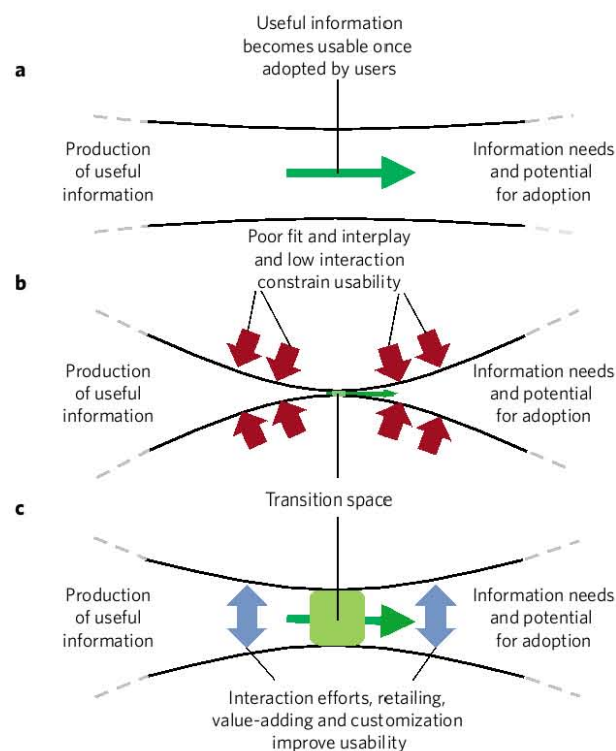 Useful information
becomes usable once
adopted by users
a
Production
of useful
information
Information needs
and potential
for adoption
Poor fit and interplay
and low interaction
constrain usability
b
Production
of useful
information
Information needs
and potential
for adoption
Transition space
c
Production
of useful
information
Information needs
and potential
for adoption
Interaction efforts, retailing,
value-adding and customization
improve usability